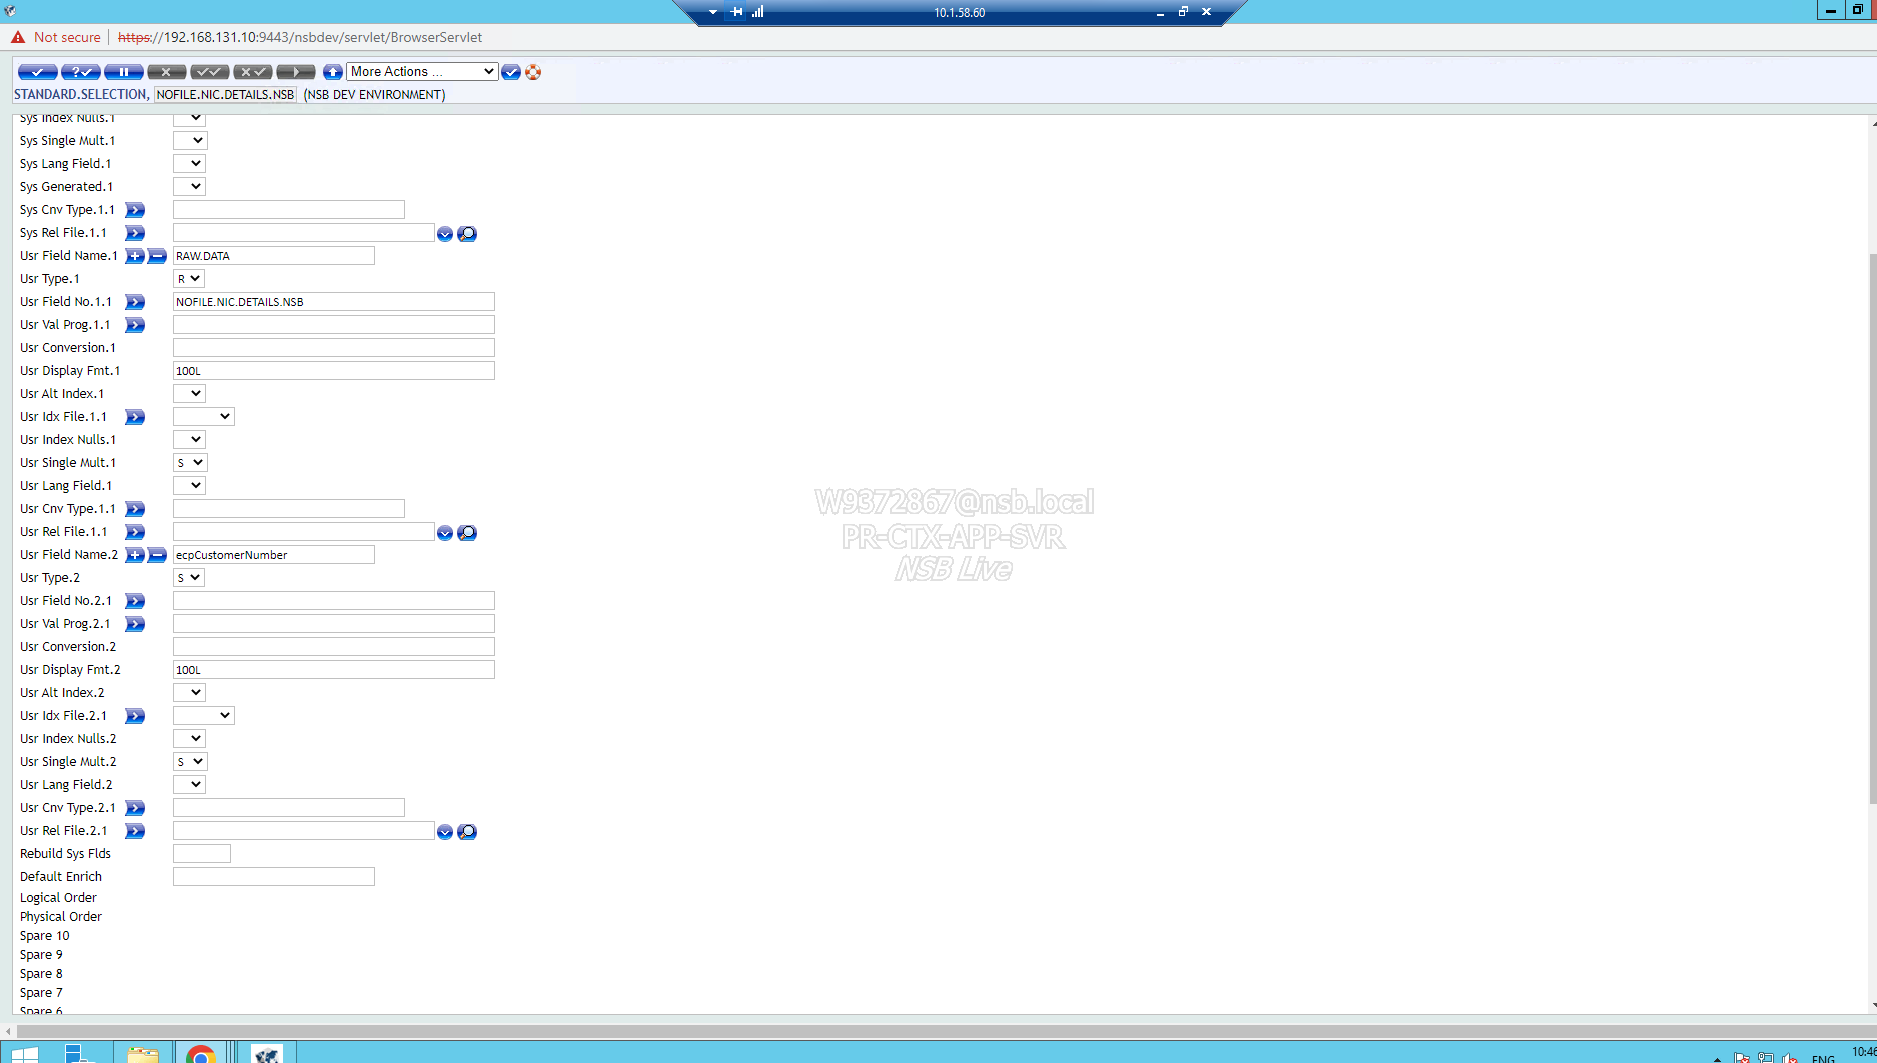 10.1.58.60
Not secure https://192.168.131.10:9443/nsbdev/servlet/BrowserServlet
More Actions ...
STANDARD.SELECTION, NOFILE.NIC.DETAILS.NSB (NSB DEV ENVIRONMENT)
Sys Index Nulls.1
Sys Single Mult.1
Sys Lang Field.1
Sys Generated.1
Sys Cnv Type.1.1
Sys Rel File.1.1
Usr Field Name.1 RAW.DATA
Usr Type.1 R
Usr Field No.1.1 NOFILE.NIC.DETAILS.NSB
Usr Val Prog.1.1
Usr Conversion.1
Usr Display Fmt.1 100L
Usr Alt Index.1
Usr Idx File.1.1
Usr Index Nulls.1
Usr Single Mult.1 S
Usr Lang Field.1
Usr Cnv Type.1.1
Usr Rel File.1.1
Usr Field Name.2 ecpCustomerNumber
Usr Type.2 S
Usr Field No.2.1
Usr Val Prog.2.1
Usr Conversion.2
Usr Display Fmt.2 100L
Usr Alt Index.2
Usr Idx File.2.1
Usr Index Nulls.2
Usr Single Mult.2 S
Usr Lang Field.2
Usr Cnv Type.2.1
Usr Rel File.2.1
Rebuild Sys Flds
Default Enrich
Logical Order
Physical Order
Spare 10
Spare 9
Spare 8
Spare 7
Spare 6
W9372867@nsb.local
PR-CTX-APP-SVR
NSB Live
ENG
10:46